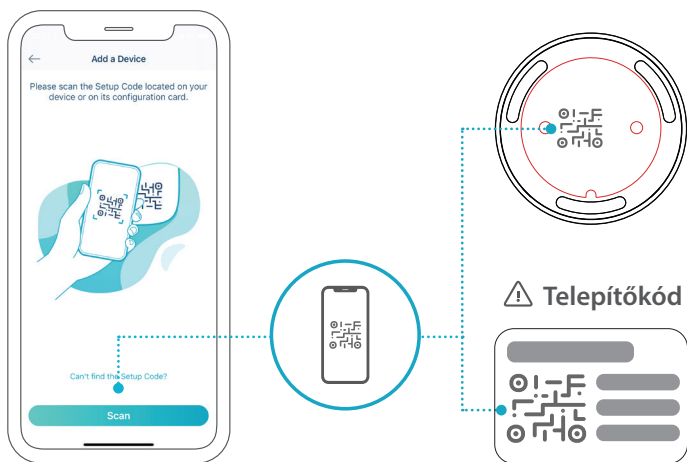 Add a Device
Please scan the Setup Code located on your
device or on its configuration card.
Can't find the Setup Code?
Scan
Telepítőkód